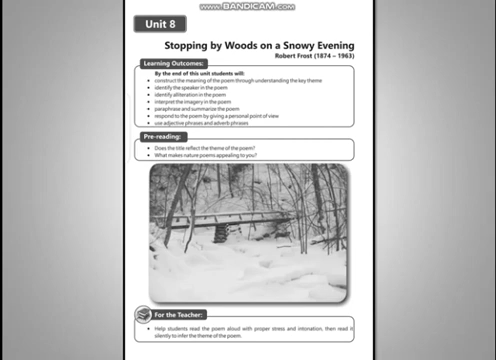 www.BANDICAM.com
Unit 8
Stopping by Woods on a Snowy Evening
Robert Frost (1874 – 1963)
Learning Outcomes:
By the end of this unit students will:
• construct the meaning of the poem through understanding the key theme
• identify the speaker in the poem
• identify alliteration in the poem
• interpret the imagery in the poem
• paraphrase and summarize the poem
• respond to the poem by giving a personal point of view
• use adjective phrases and adverb phrases
Pre-reading:
• Does the title reflect the theme of the poem?
• What makes nature poems appealing to you?
For the Teacher:
• Help students read the poem aloud with proper stress and intonation, then read it
silently to infer the theme of the poem.